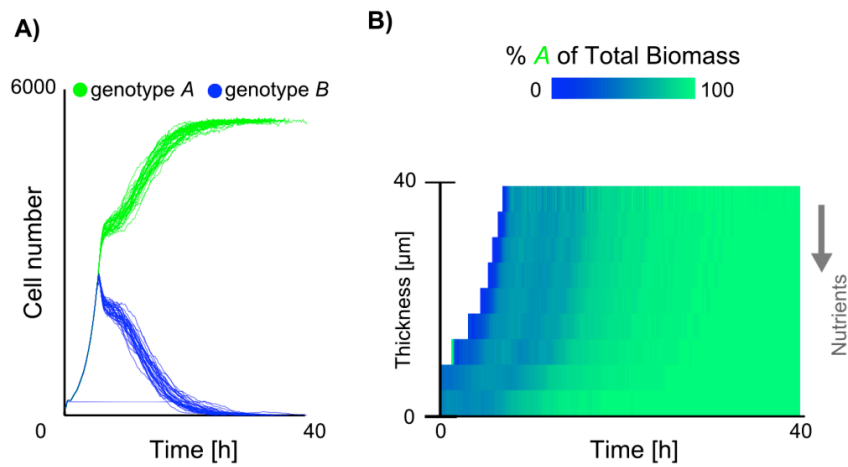 A)
6000
genotype A
genotype B
Cell number
0
40
Time [h]
B)
% A of Total Biomass
0
100
40
Thickness [µm]
0
0
40
Time [h]
Nutrients